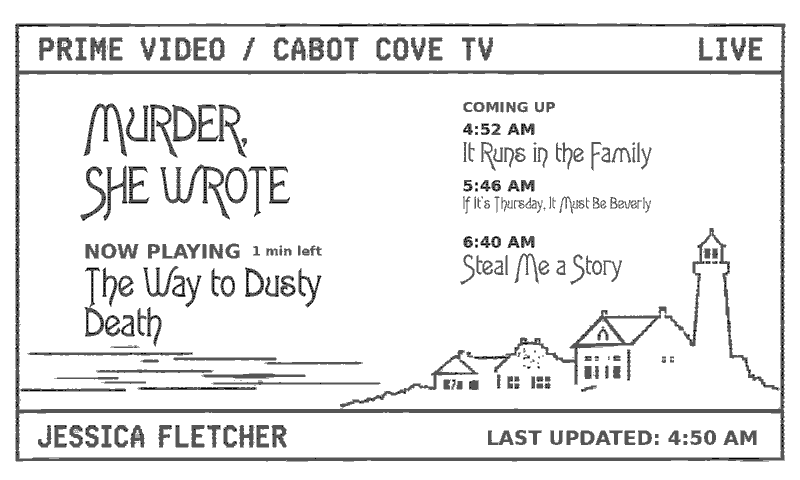 PRIME VIDEO / CABOT COVE TV
LIVE
MURDER,
SHE WROTE
NOW PLAYING 1 min left
The Way to Dusty
Death
COMING UP
4:52 AM
It Runs in the Family
5:46 AM
If It's Thursday, It Must Be Beverly
6:40 AM
Steal Me a Story
JESSICA FLETCHER
LAST UPDATED: 4:50 AM